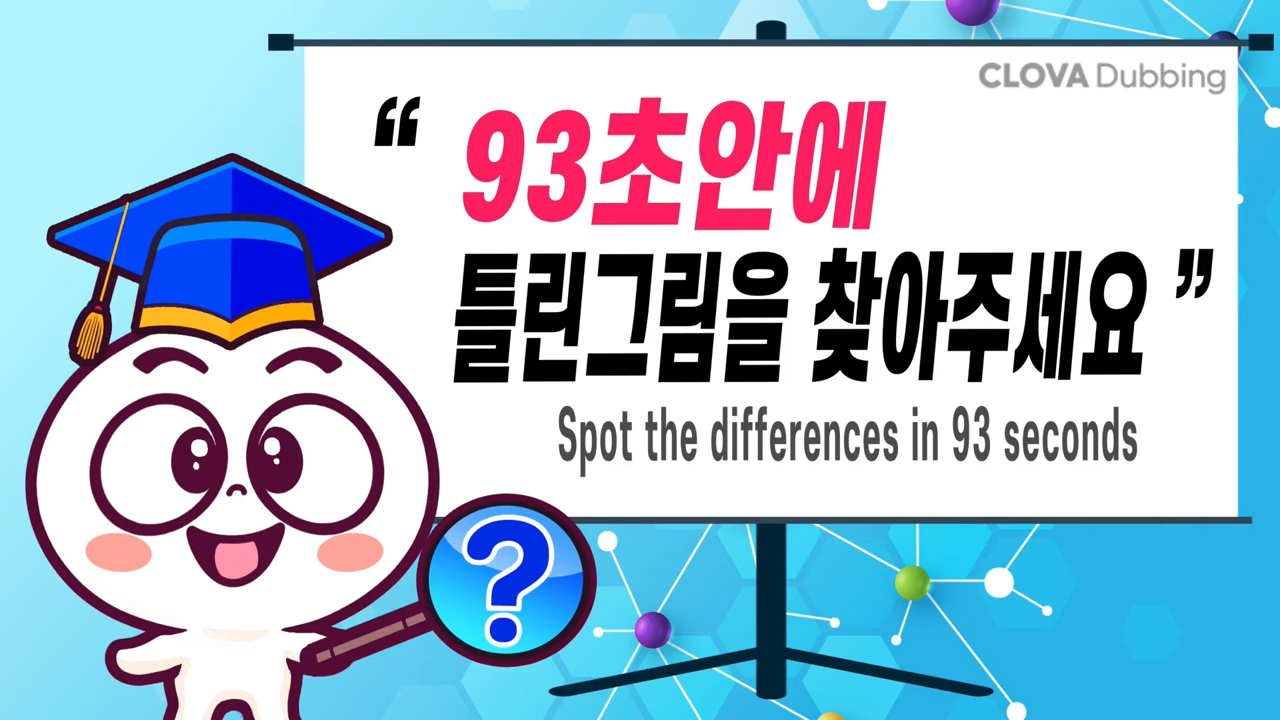 CLOVA Dubbing
“ 93초안에
틀린그림을 찾아주세요 ”
Spot the differences in 93 seconds
?